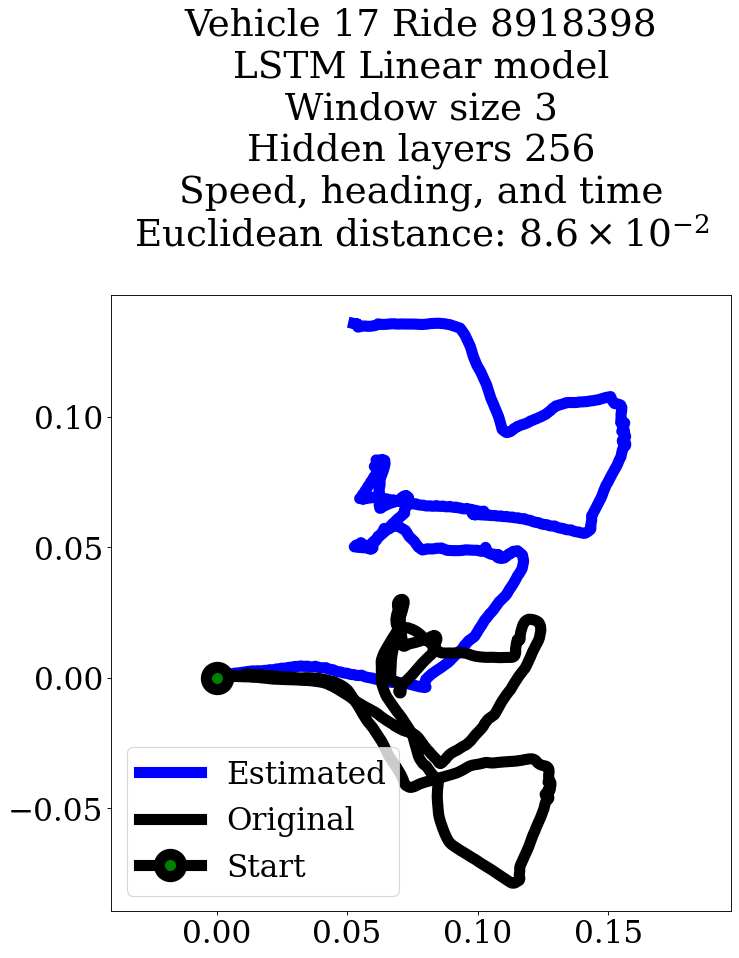 Vehicle 17 Ride 8918398
LSTM Linear model
Window size 3
Hidden layers 256
Speed, heading, and time
Euclidean distance: 8.6 × 10⁻²
0.10
0.05
0.00
−0.05
Estimated
Original
Start
0.00 0.05 0.10 0.15